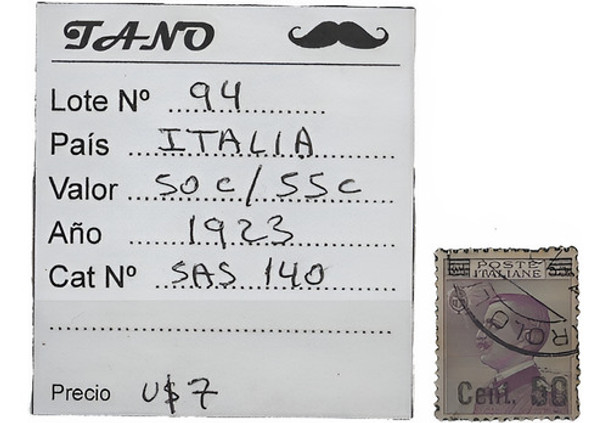 TANO
Lote Nº 94
País ITALIA
Valor 50 c/55c
Año 1923
Cat Nº SAS 140
Precio U$7
POSTE
ITALIANE
Cent. 50